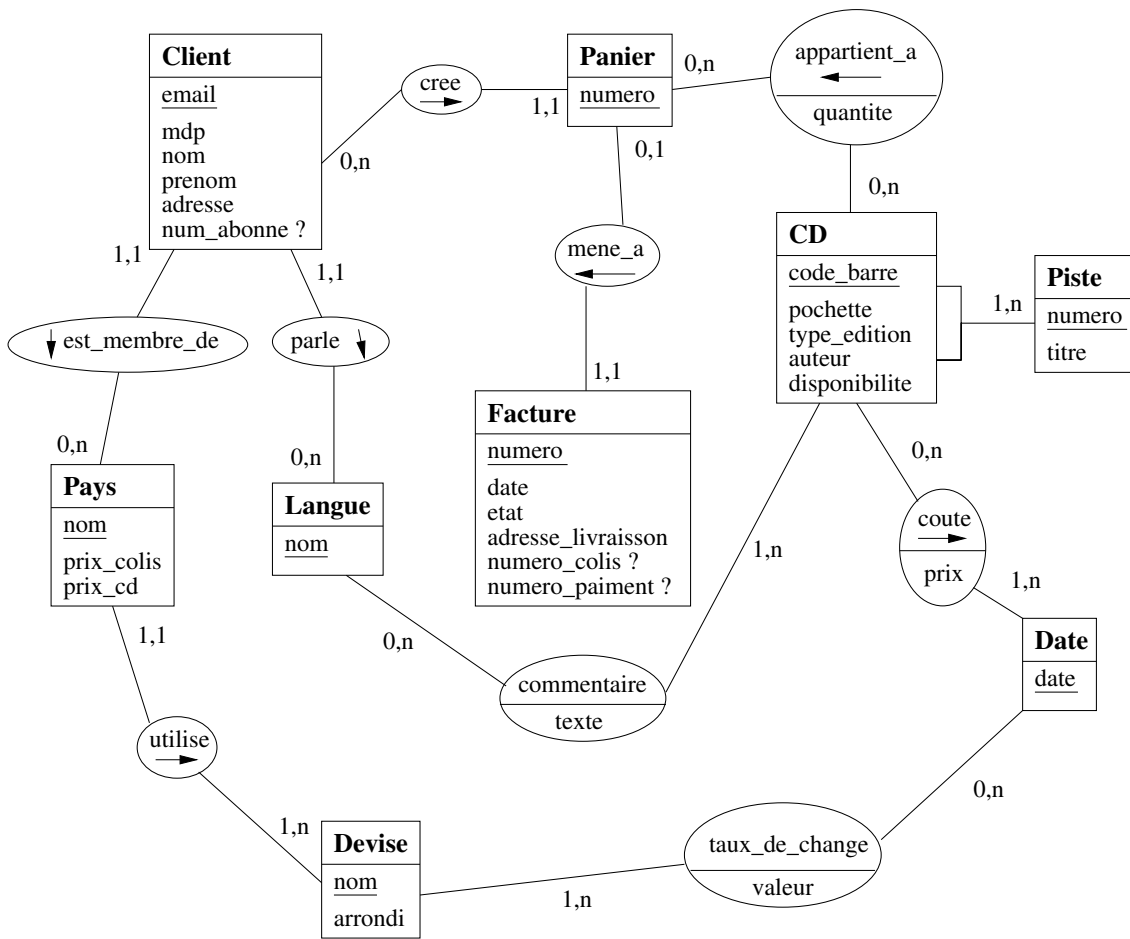 Client
email
mdp
nom
prenom
adresse
num_abonne ?
cree
Panier
numero
appartient_a
quantite
0,n
1,1
0,n
0,1
0,n
mene_a
CD
code_barre
pochette
type_edition
auteur
disponibilite
1,n
Piste
numero
titre
1,1
1,1
est_membre_de
parle
1,1
0,n
0,n
Pays
nom
prix_colis
prix_cd
Langue
nom
Facture
numero
date
etat
adresse_livraisson
numero_colis ?
numero_paiment ?
0,n
coute
prix
1,n
1,n
Date
date
1,1
0,n
commentaire
texte
utilise
0,n
1,n
Devise
nom
arrondi
1,n
taux_de_change
valeur